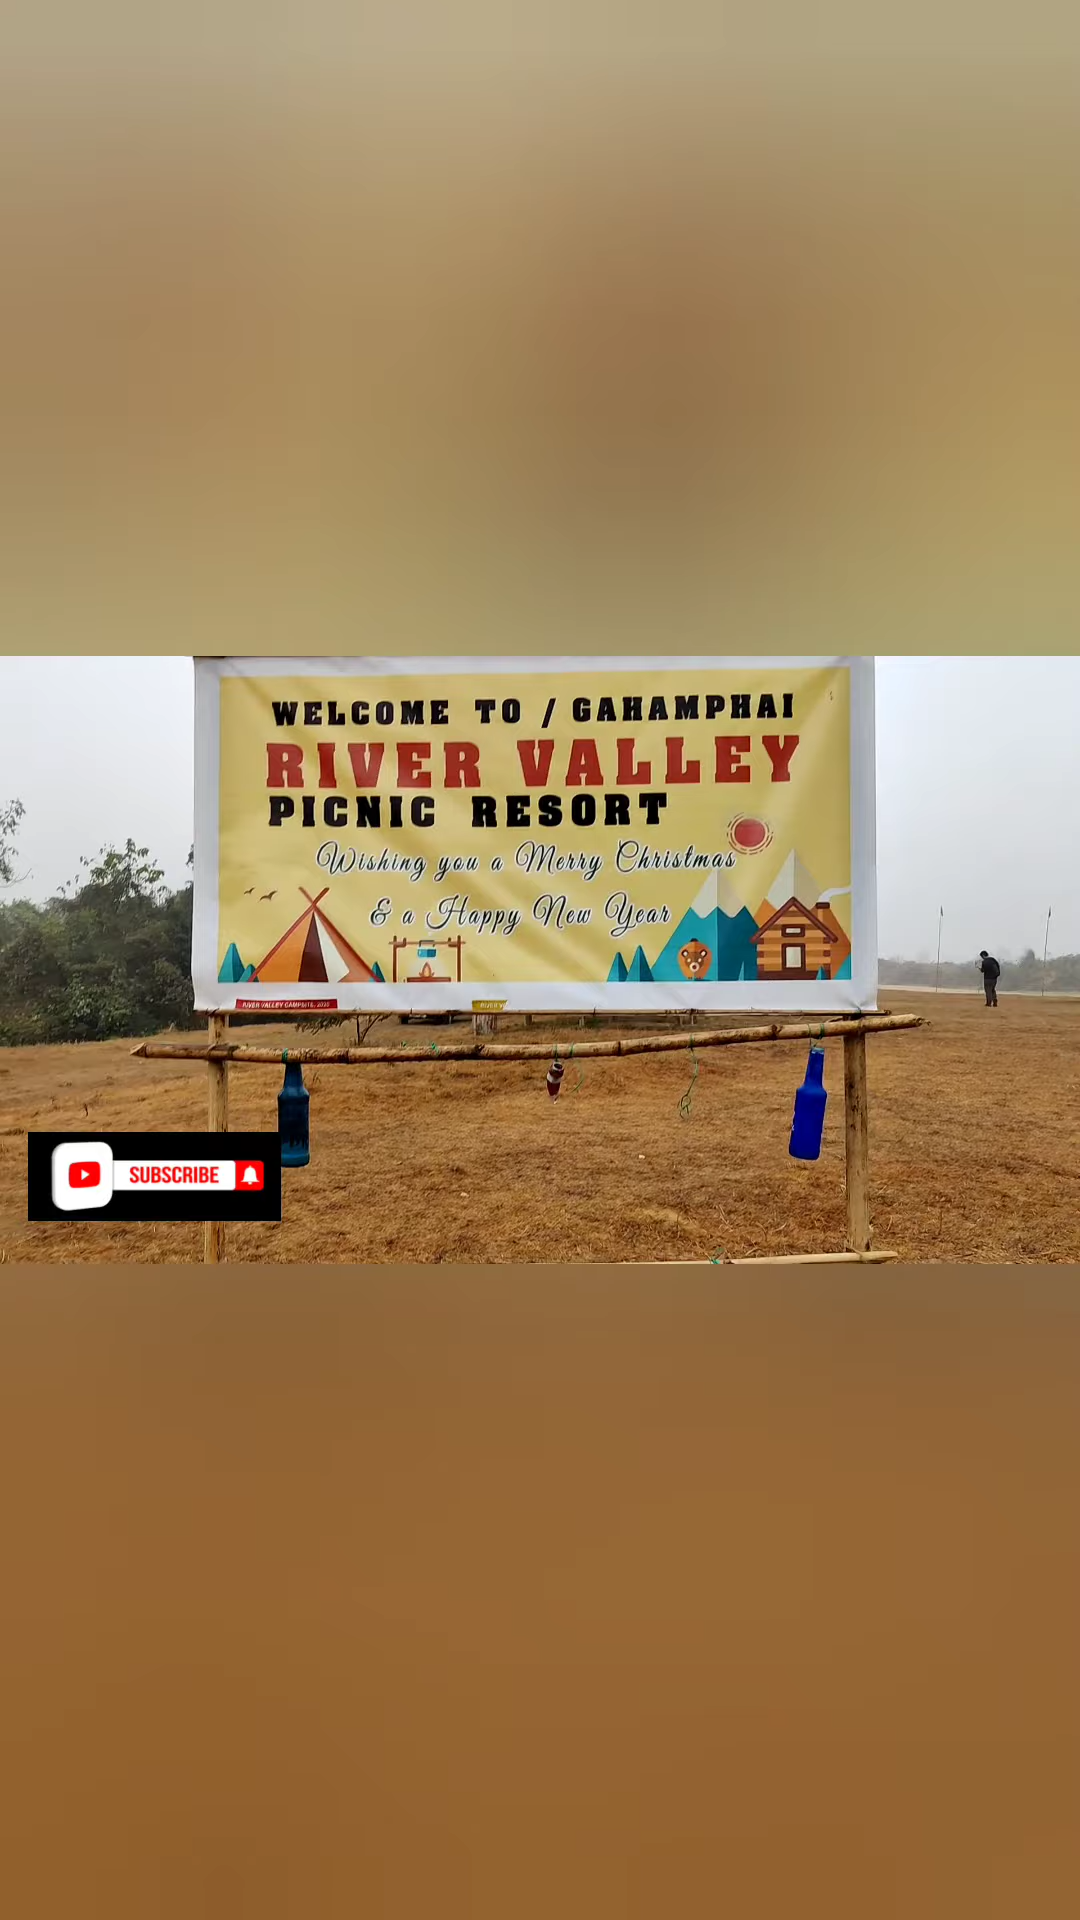 WELCOME TO / GAHAMPHAI
RIVER VALLEY
PICNIC RESORT
Wishing you a Merry Christmas
& a Happy New Year
RIVER VALLEY CAMPSITE, 2020
SUBSCRIBE